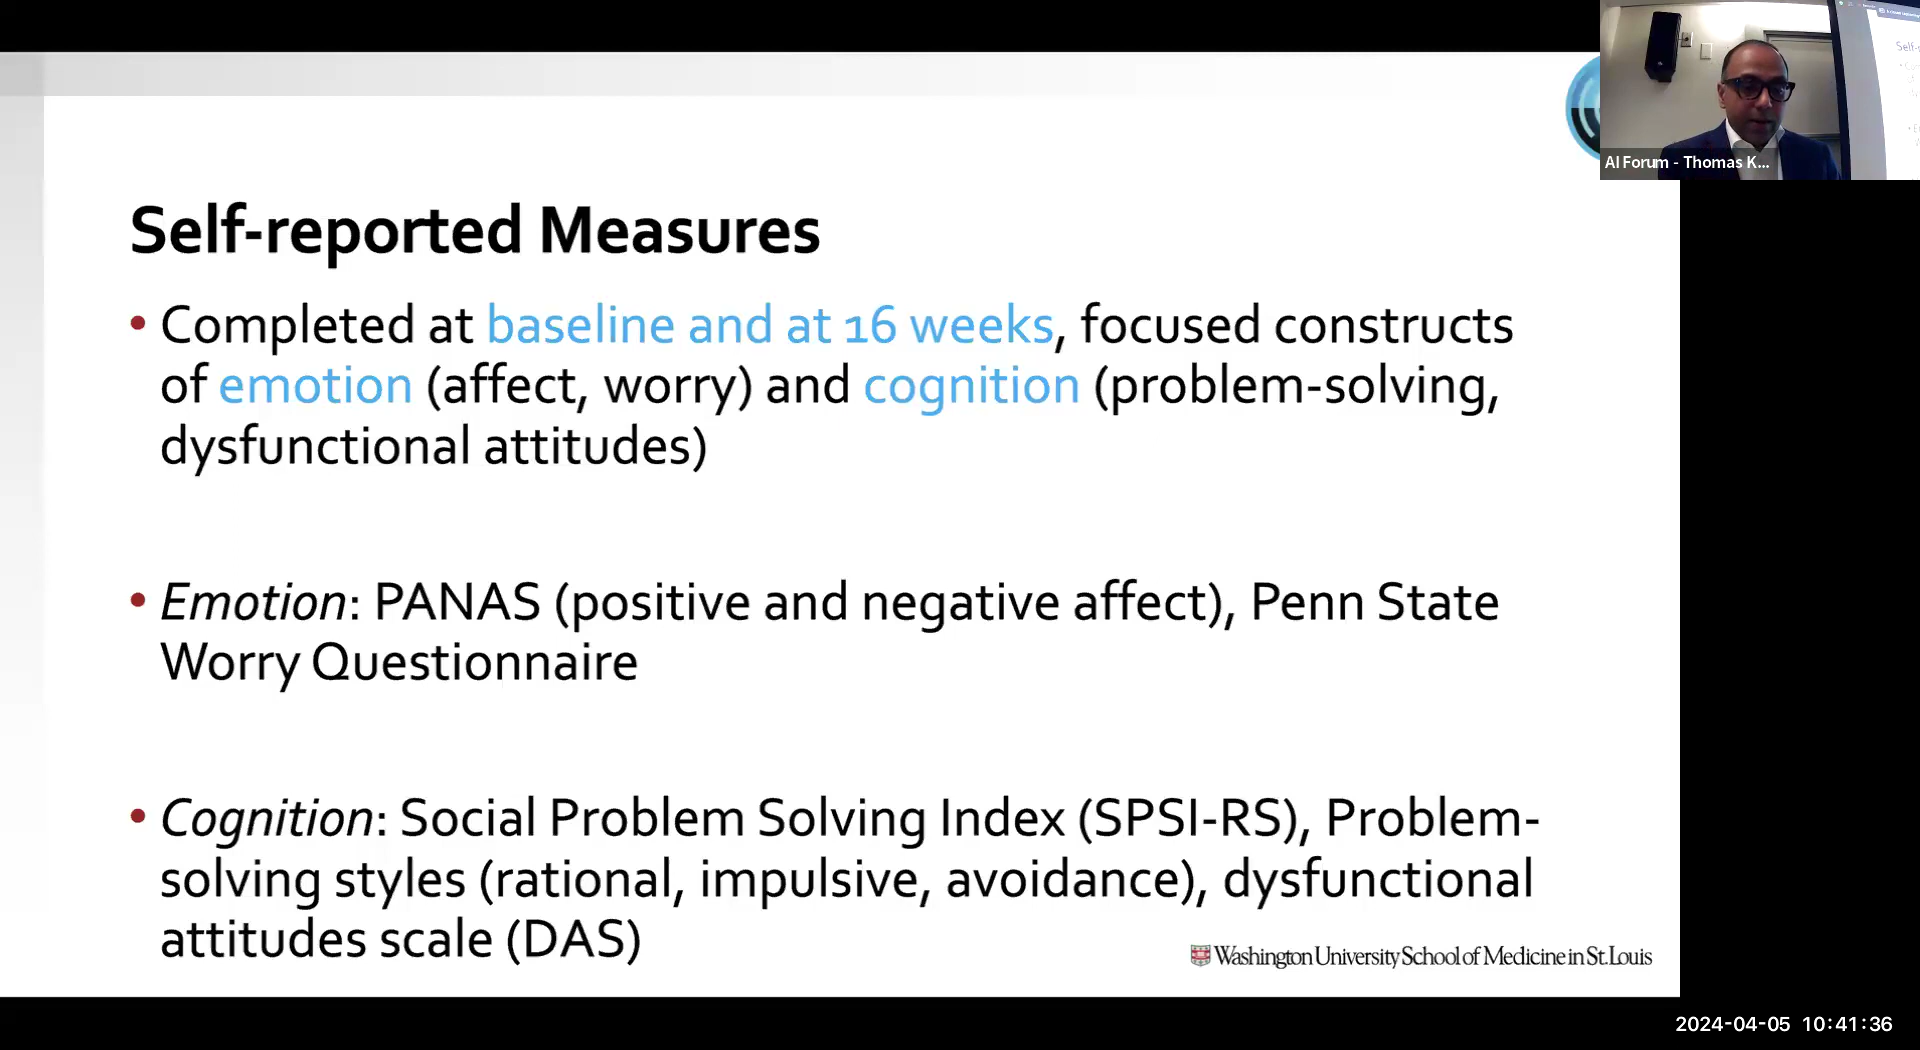 AI Forum - Thomas K...
Self-reported Measures
• Completed at baseline and at 16 weeks, focused constructs
of emotion (affect, worry) and cognition (problem-solving,
dysfunctional attitudes)
• Emotion: PANAS (positive and negative affect), Penn State
Worry Questionnaire
• Cognition: Social Problem Solving Index (SPSI-RS), Problem-
solving styles (rational, impulsive, avoidance), dysfunctional
attitudes scale (DAS)
Washington University School of Medicine in St. Louis
2024-04-05 10:41:36